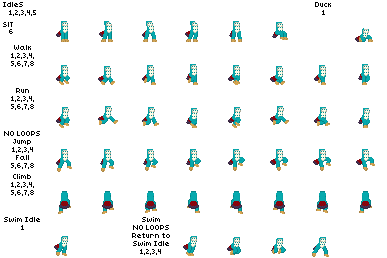 IdleS
1,2,3,4,5
Duck
1
SIT
6
Walk
1,2,3,4,
5,6,7,8
Run
1,2,3,4,
5,6,7,8
NO LOOPS
Jump
1,2,3,4
Fall
5,6,7,8
Climb
1,2,3,4,
5,6,7,8
Swim Idle
1
Swim
NO LOOPS
Return to
Swim Idle
1,2,3,4